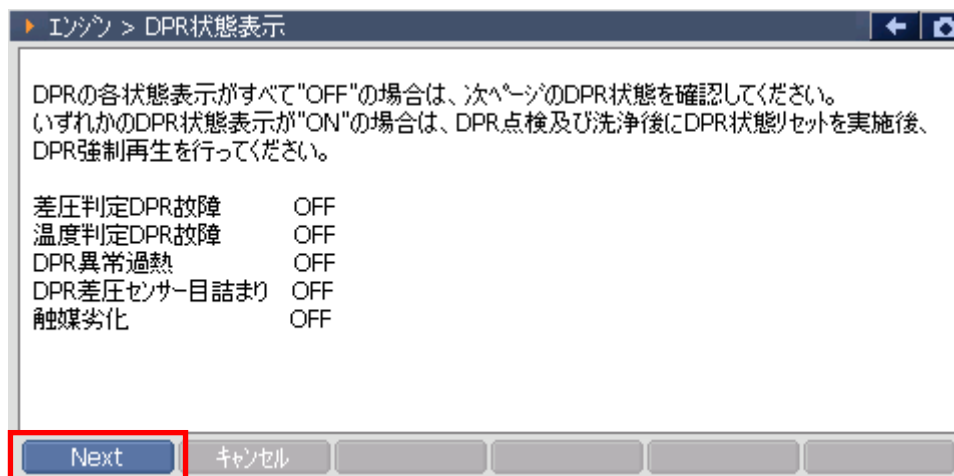 エンジン > DPR状態表示
DPRの各状態表示がすべて"OFF"の場合は、次ページのDPR状態を確認してください。
いずれかのDPR状態表示が"ON"の場合は、DPR点検及び洗浄後にDPR状態リセットを実施後、
DPR強制再生を行ってください。
差圧判定DPR故障 OFF
温度判定DPR故障 OFF
DPR異常過熱 OFF
DPR差圧センサー目詰まり OFF
触媒劣化 OFF
Next キャンセル